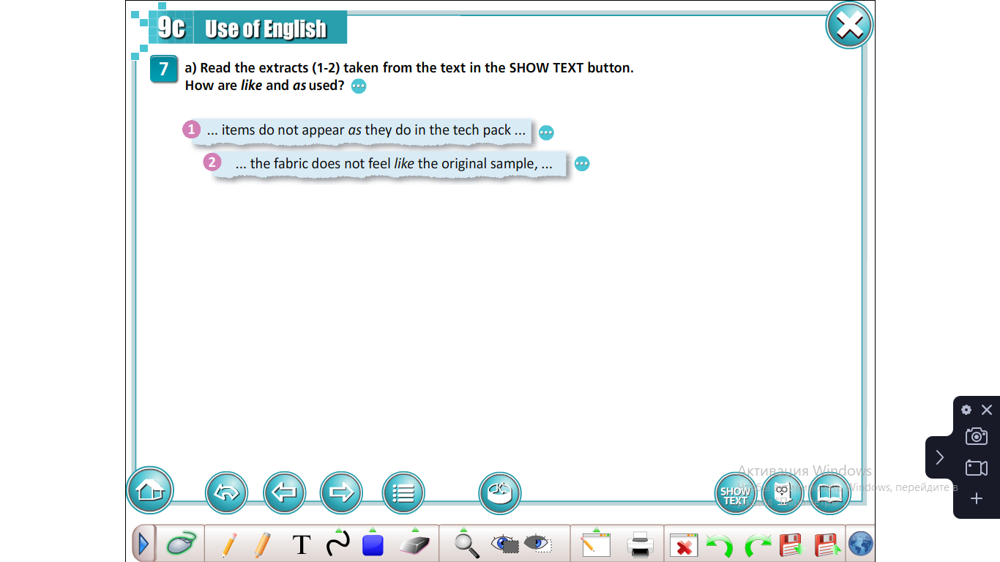 9c Use of English
7 a) Read the extracts (1-2) taken from the text in the SHOW TEXT button.
How are like and as used?
1 ... items do not appear as they do in the tech pack ...
2 ... the fabric does not feel like the original sample, ...
Активация Windows
Windows, перейдите в
SHOW
TEXT
T